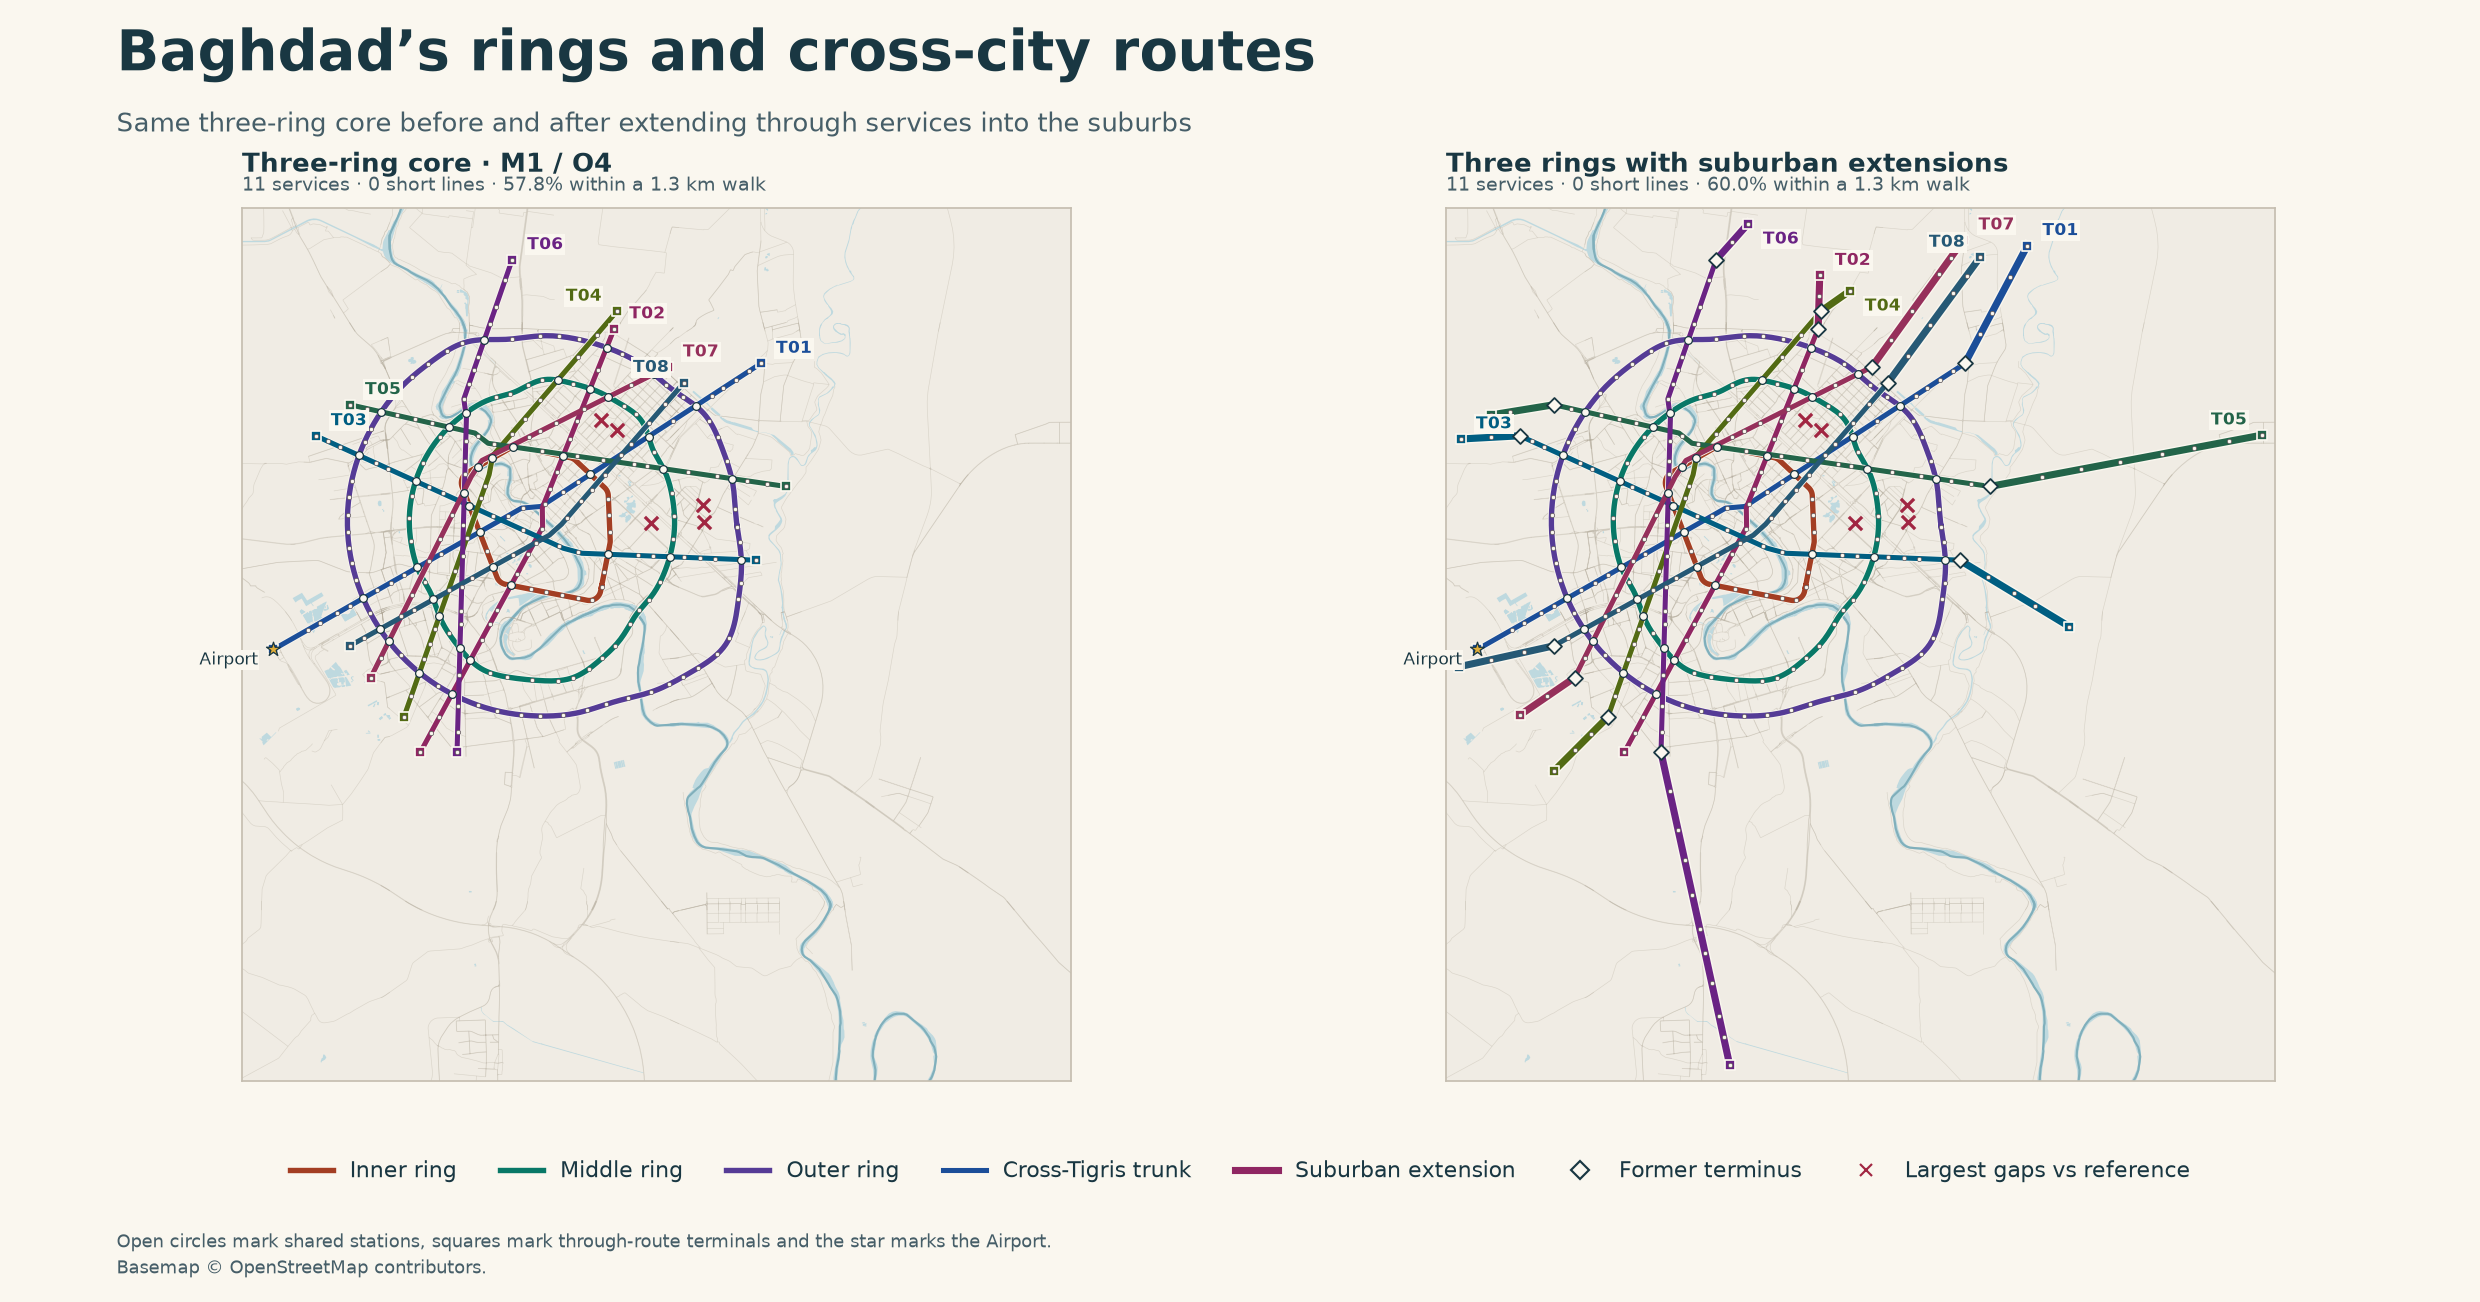 Baghdad’s rings and cross-city routes
Same three-ring core before and after extending through services into the suburbs
Three-ring core · M1 / O4
11 services · 0 short lines · 57.8% within a 1.3 km walk
T06
T04
T02
T07
T01
T08
T05
T03
Airport
Three rings with suburban extensions
11 services · 0 short lines · 60.0% within a 1.3 km walk
T07
T01
T06
T08
T02
T04
T05
T03
Airport
Inner ring
Middle ring
Outer ring
Cross-Tigris trunk
Suburban extension
Former terminus
Largest gaps vs reference
Open circles mark shared stations, squares mark through-route terminals and the star marks the Airport.
Basemap © OpenStreetMap contributors.